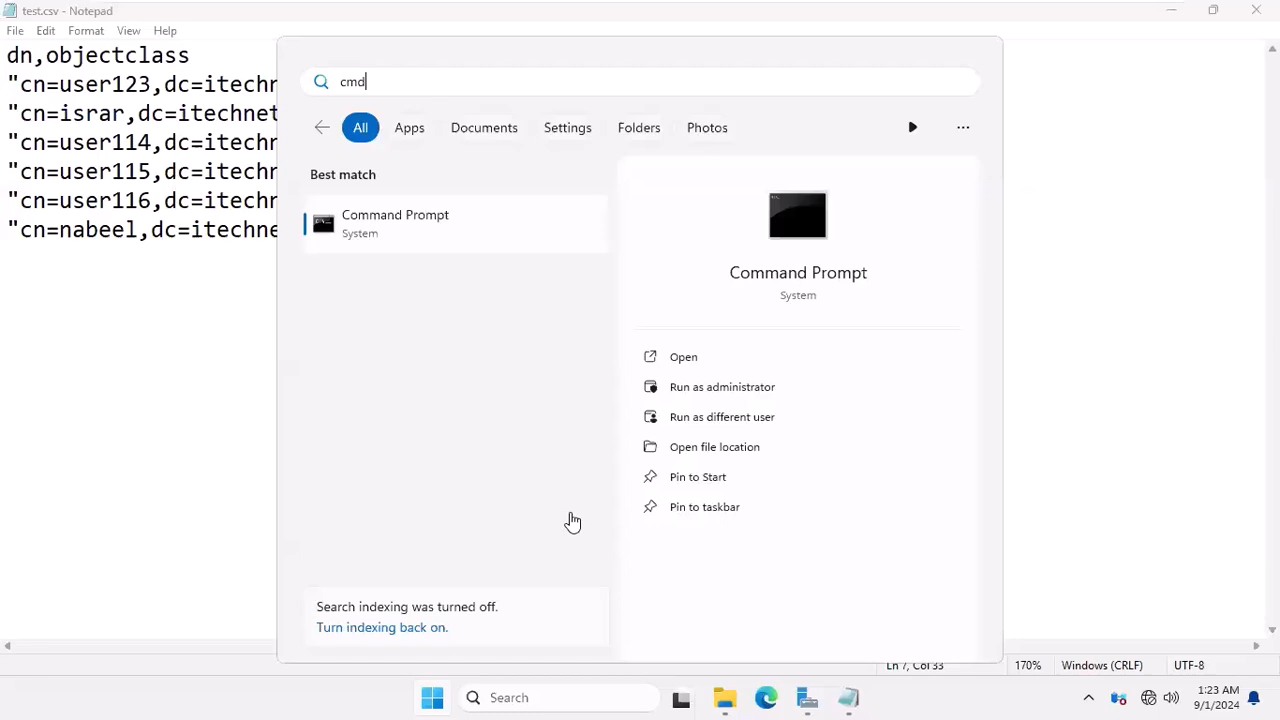 test.csv - Notepad
File Edit Format View Help
dn,objectclass
"cn=user123,dc=itechn
"cn=israr,dc=itechnet
"cn=user114,dc=itechn
"cn=user115,dc=itechn
"cn=user116,dc=itechn
"cn=nabeel,dc=itechne
cmd
All Apps Documents Settings Folders Photos
Best match
Command Prompt
System
Command Prompt
System
Open
Run as administrator
Run as different user
Open file location
Pin to Start
Pin to taskbar
Search indexing was turned off.
Turn indexing back on.
Ln 7, Col 33 170% Windows (CRLF) UTF-8
Search
1:23 AM
9/1/2024